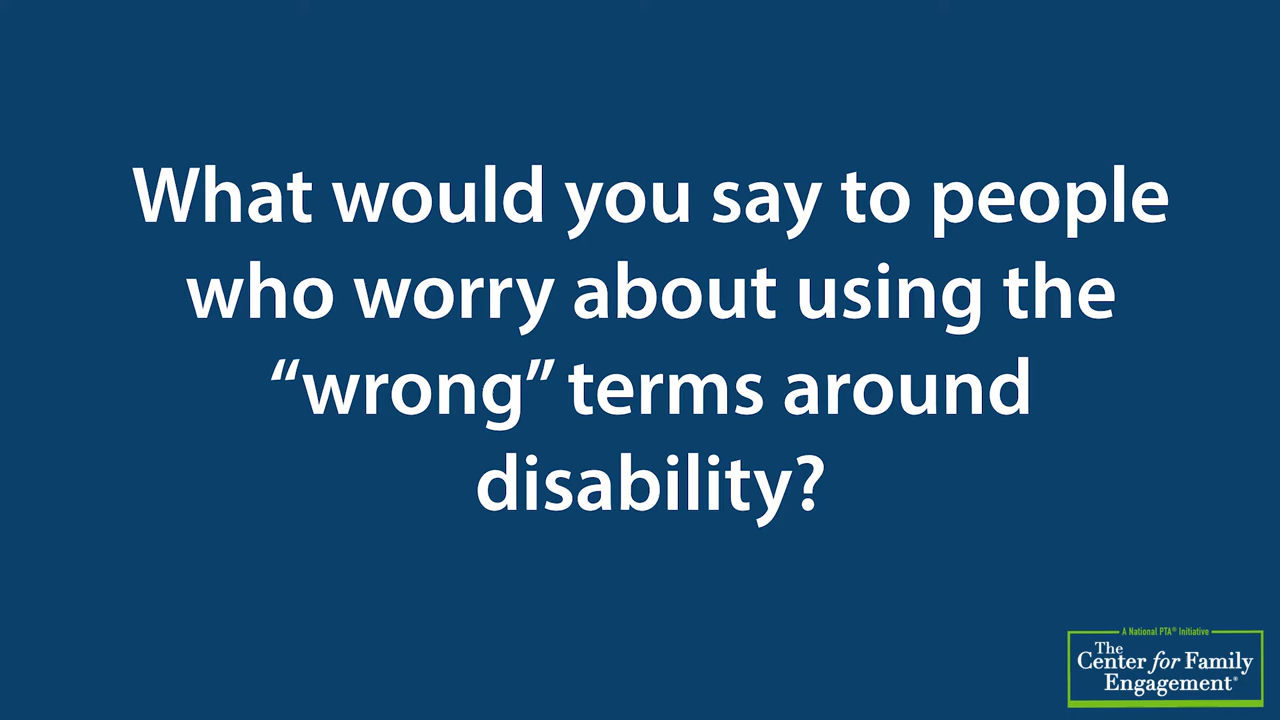 What would you say to people
who worry about using the
“wrong” terms around
disability?
A National PTA® Initiative
The
Center for Family
Engagement®